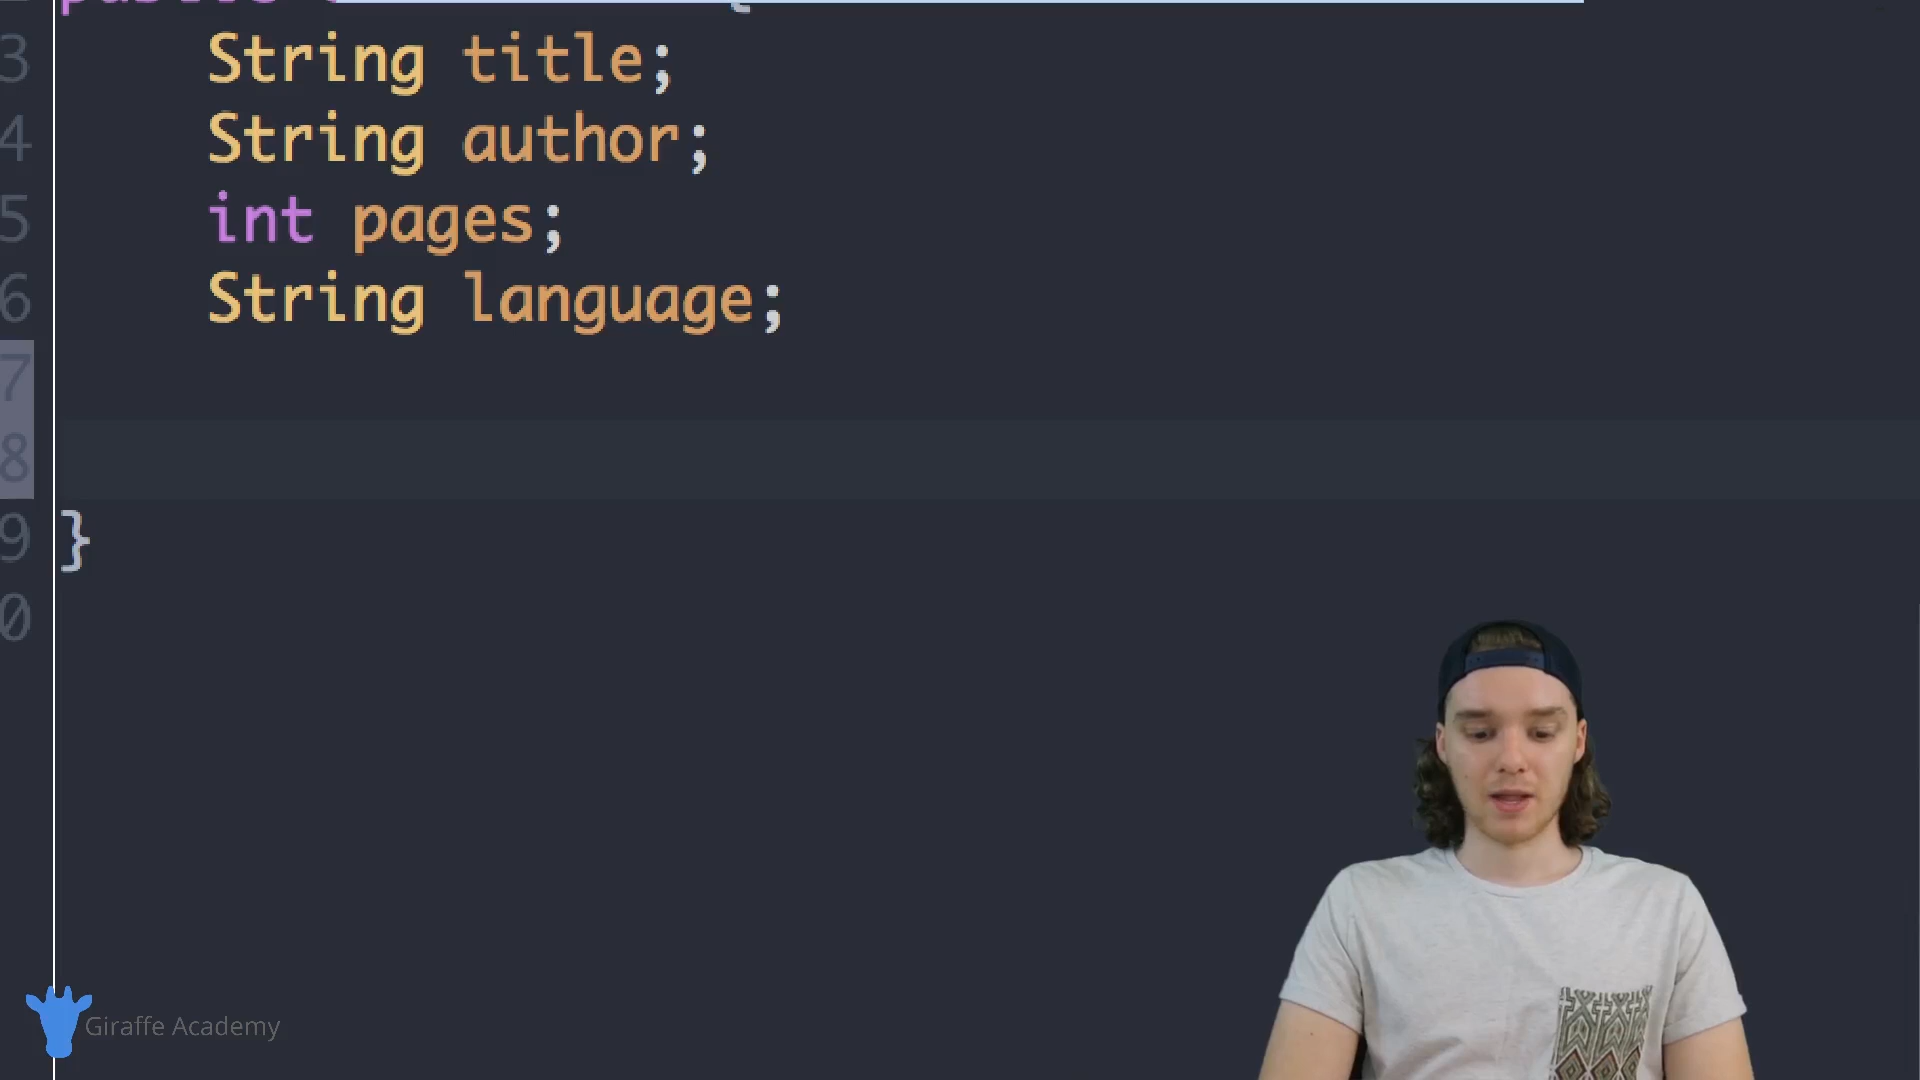 3 String title;
4 String author;
5 int pages;
6 String language;
7
8
9 }
0
Giraffe Academy